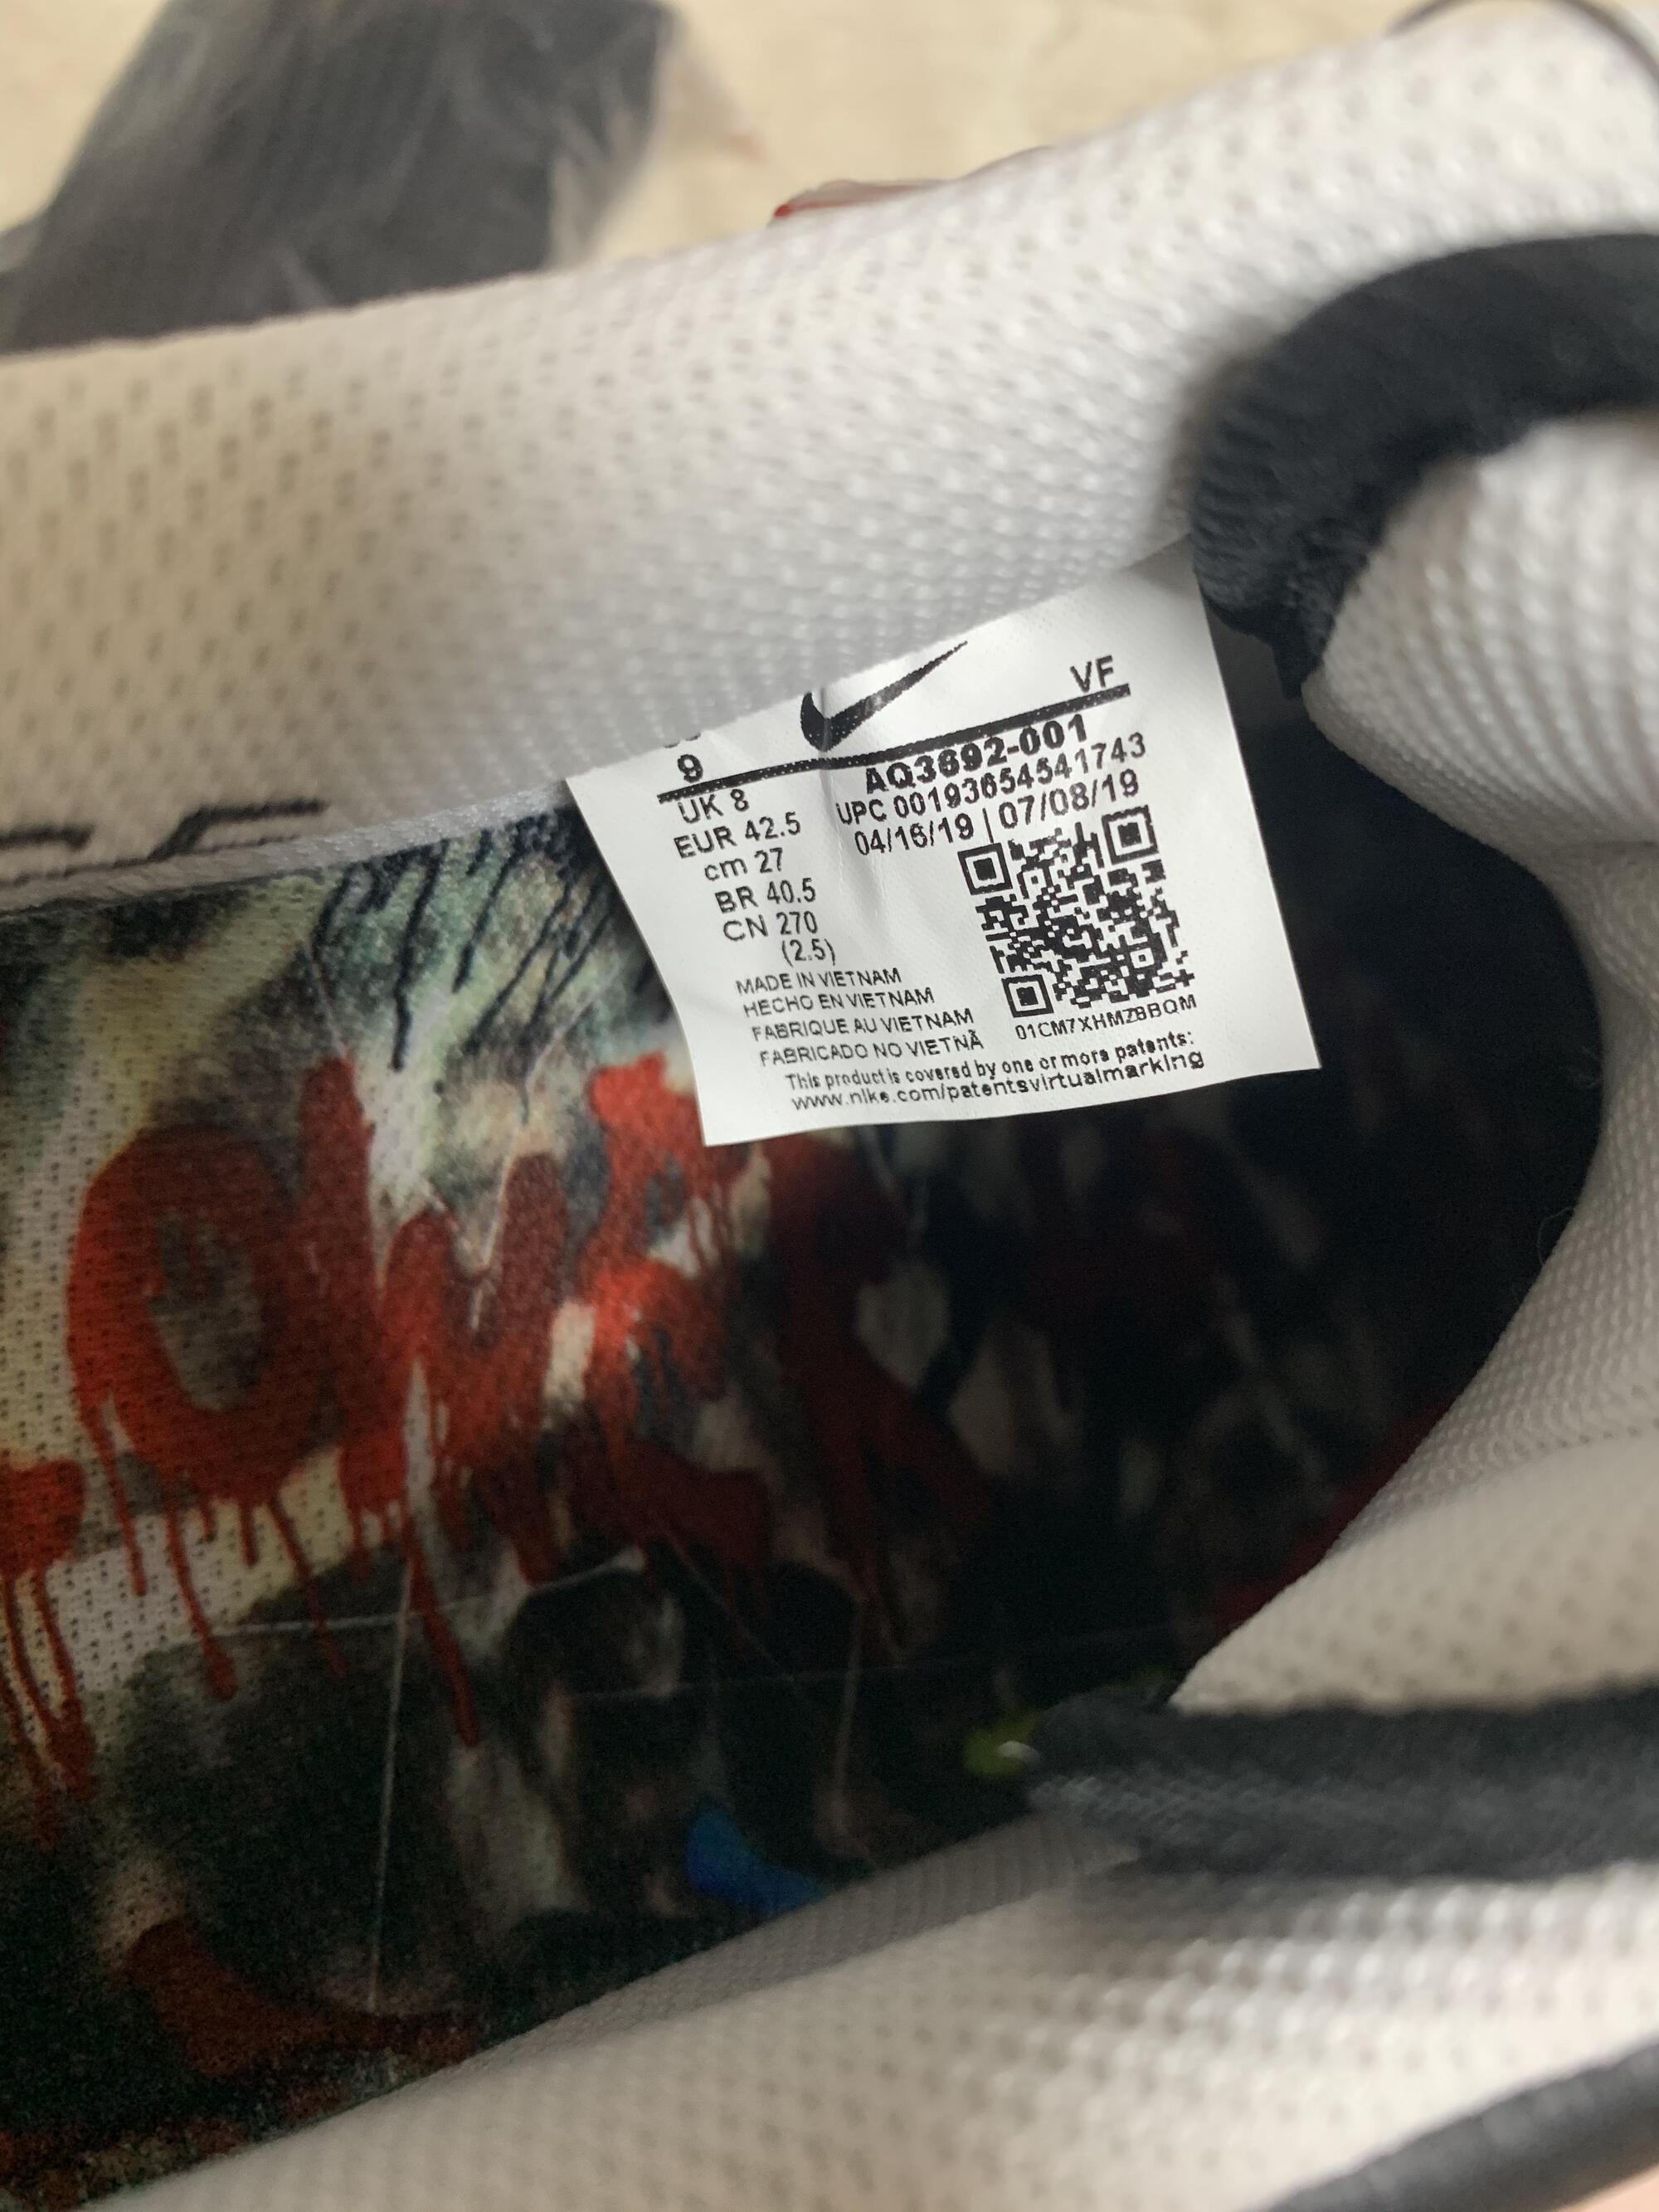 VF
9
AQ3692-001
UK 8
UPC 00193654541743
EUR 42.5
04/16/19 | 07/08/19
cm 27
BR 40.5
CN 270
(2.5)
MADE IN VIETNAM
HECHO EN VIETNAM
FABRIQUE AU VIETNAM
FABRICADO NO VIETNÃ
01CM7XHMZ8BQM
This product is covered by one or more patents:
www.nike.com/patentsvirtualmarking